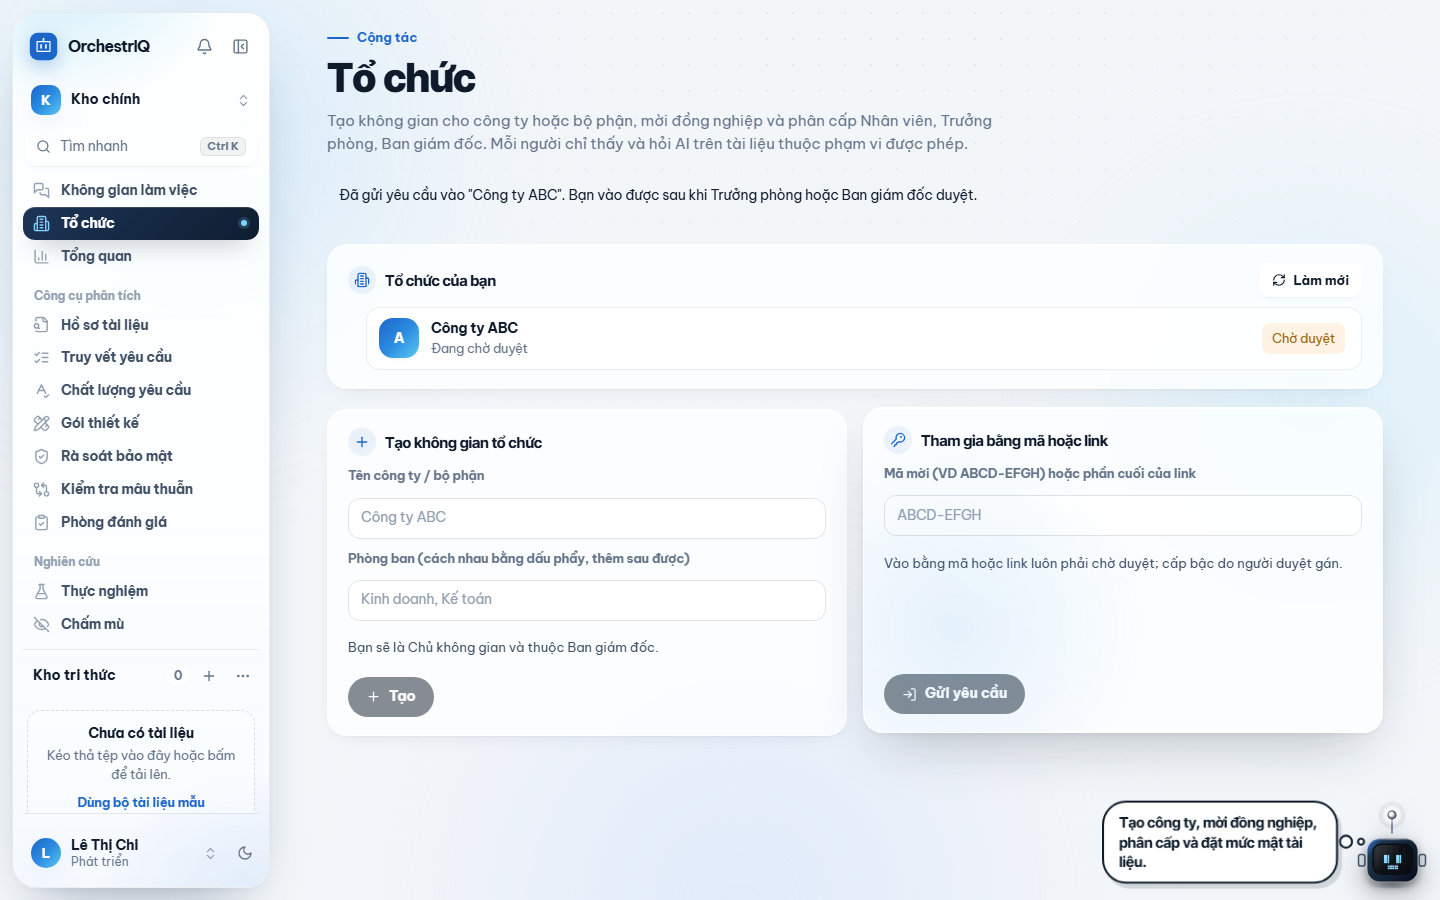 OrchestrIQ
K
Kho chính
Tìm nhanh
Ctrl K
Không gian làm việc
Tổ chức
Tổng quan
Công cụ phân tích
Hồ sơ tài liệu
Truy vết yêu cầu
Chất lượng yêu cầu
Gói thiết kế
Rà soát bảo mật
Kiểm tra mâu thuẫn
Phòng đánh giá
Nghiên cứu
Thực nghiệm
Chấm mù
Kho tri thức
0
Chưa có tài liệu
Kéo thả tệp vào đây hoặc bấm
để tải lên.
Dùng bộ tài liệu mẫu
L
Lê Thị Chi
Phát triển
Cộng tác
Tổ chức
Tạo không gian cho công ty hoặc bộ phận, mời đồng nghiệp và phân cấp Nhân viên, Trưởng
phòng, Ban giám đốc. Mỗi người chỉ thấy và hỏi AI trên tài liệu thuộc phạm vi được phép.
Đã gửi yêu cầu vào "Công ty ABC". Bạn vào được sau khi Trưởng phòng hoặc Ban giám đốc duyệt.
Tổ chức của bạn
Làm mới
A
Công ty ABC
Đang chờ duyệt
Chờ duyệt
Tạo không gian tổ chức
Tên công ty / bộ phận
Công ty ABC
Phòng ban (cách nhau bằng dấu phẩy, thêm sau được)
Kinh doanh, Kế toán
Bạn sẽ là Chủ không gian và thuộc Ban giám đốc.
Tạo
Tham gia bằng mã hoặc link
Mã mời (VD ABCD-EFGH) hoặc phần cuối của link
ABCD-EFGH
Vào bằng mã hoặc link luôn phải chờ duyệt; cấp bậc do người duyệt gán.
Gửi yêu cầu
Tạo công ty, mời đồng nghiệp,
phân cấp và đặt mức mật tài
liệu.